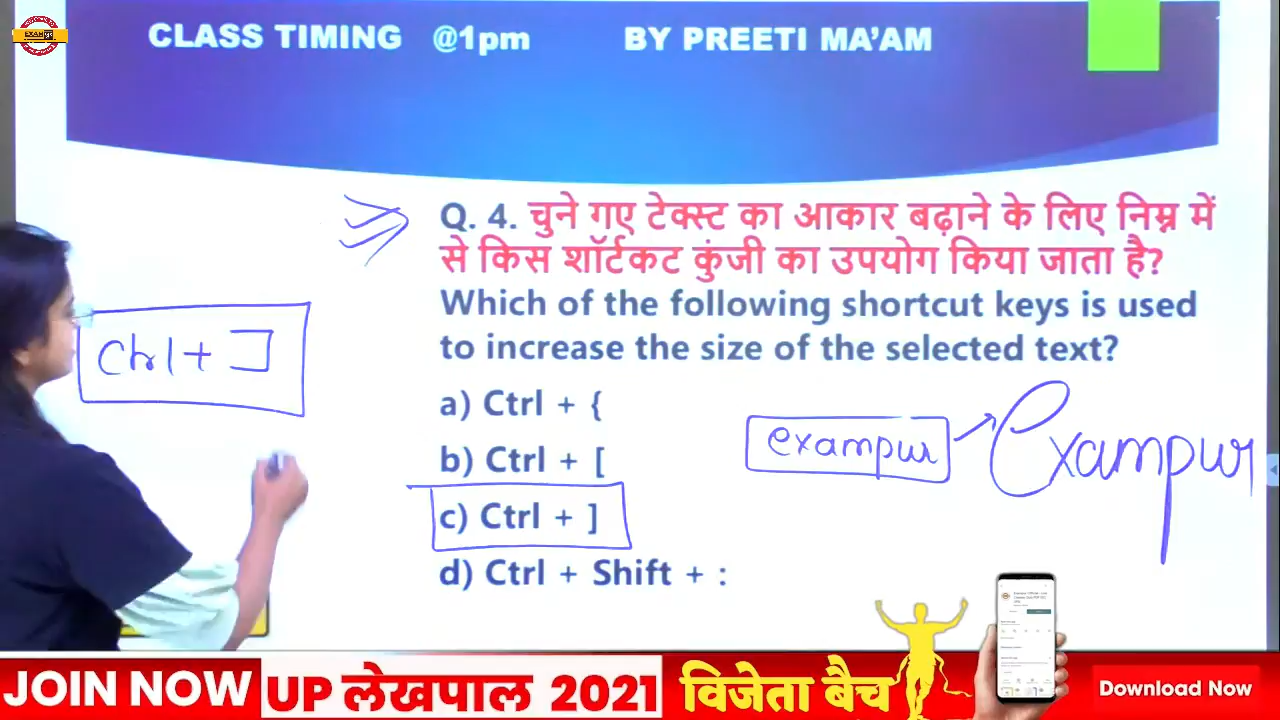 EXAM पुर
CLASS TIMING @1pm BY PREETI MA'AM
Q. 4. चुने गए टेक्स्ट का आकार बढ़ाने के लिए निम्न में
से किस शॉर्टकट कुंजी का उपयोग किया जाता है?
Which of the following shortcut keys is used
to increase the size of the selected text?
Ctrl + ]
a) Ctrl + {
b) Ctrl + [
c) Ctrl + ]
d) Ctrl + Shift + :
exampur
Exampur
JOIN NOW UP लेखपाल 2021 विजेता बैच Download Now